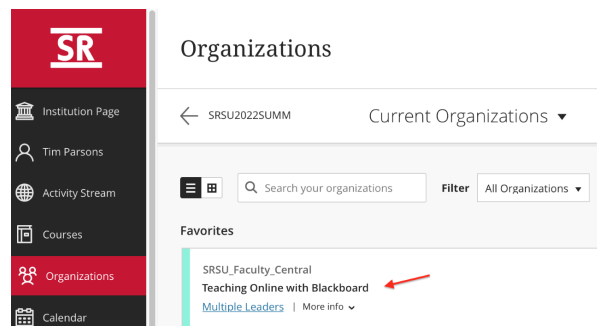 SR
Organizations
Institution Page
SRSU2022SUMM
Current Organizations
Tim Parsons
Activity Stream
Search your organizations
Filter
All Organizations
Courses
Favorites
Organizations
SRSU_Faculty_Central
Teaching Online with Blackboard
Multiple Leaders | More info
Calendar